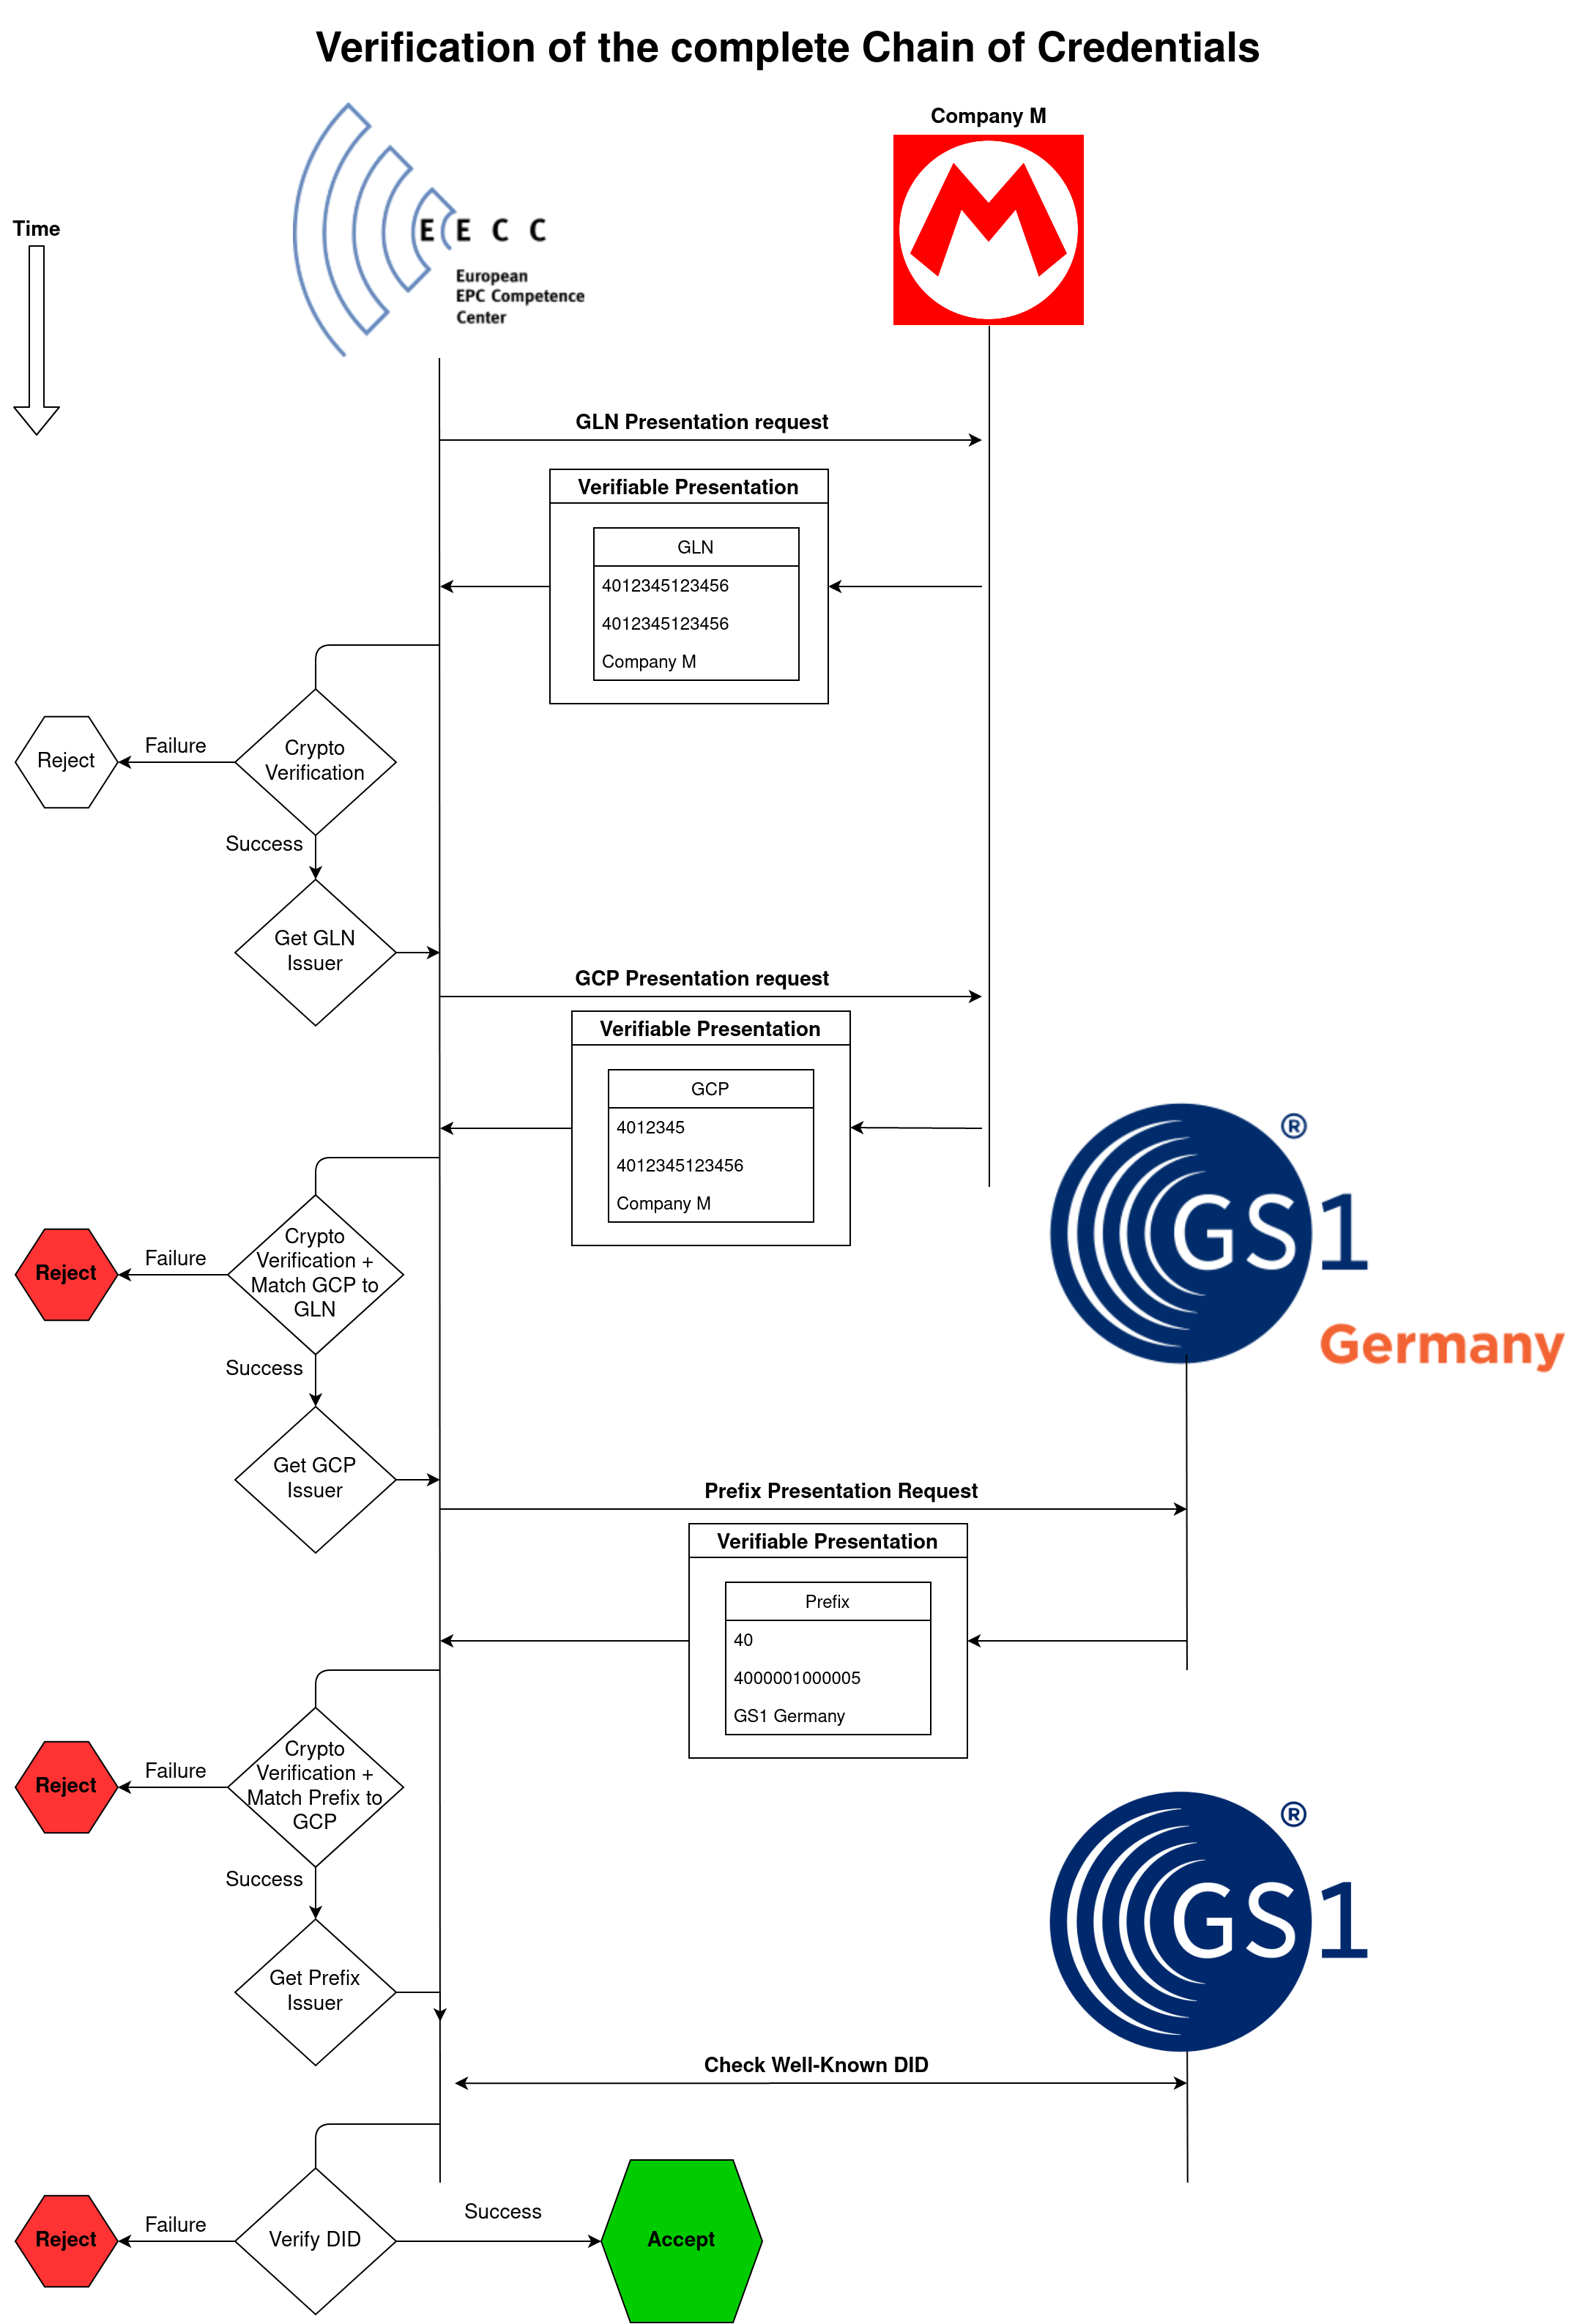 Verification of the complete Chain of Credentials
Company M
Time
E E C C
European
EPC Competence
Center
GLN Presentation request
Verifiable Presentation
GLN
4012345123456
4012345123456
Company M
Crypto
Verification
Failure
Reject
Success
Get GLN
Issuer
GCP Presentation request
Verifiable Presentation
GCP
4012345
4012345123456
Company M
GS1 ®
Germany
Crypto
Verification +
Match GCP to
GLN
Failure
Reject
Success
Get GCP
Issuer
Prefix Presentation Request
Verifiable Presentation
Prefix
40
4000001000005
GS1 Germany
Crypto
Verification +
Match Prefix to
GCP
Failure
Reject
Success
GS1 ®
Get Prefix
Issuer
Check Well-Known DID
Verify DID
Failure
Reject
Success
Accept